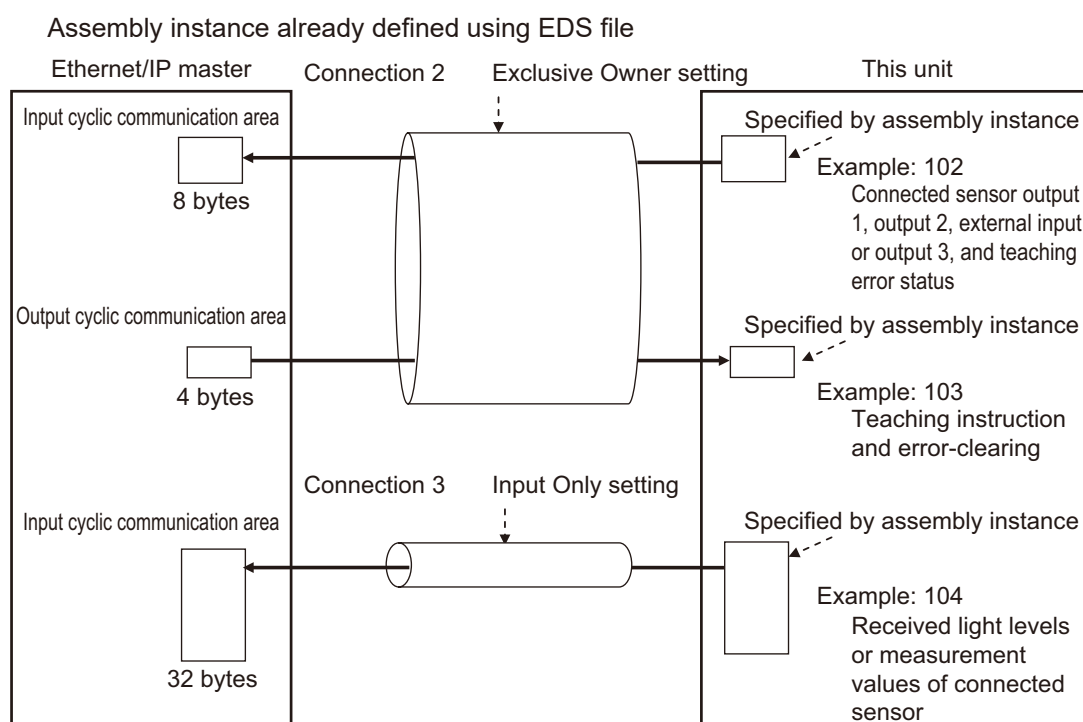 Assembly instance already defined using EDS file
Ethernet/IP master
Connection 2
Exclusive Owner setting
This unit
Input cyclic communication area
8 bytes
Specified by assembly instance
Example: 102
Connected sensor output
1, output 2, external input
or output 3, and teaching
error status
Output cyclic communication area
4 bytes
Specified by assembly instance
Example: 103
Teaching instruction
and error-clearing
Connection 3
Input Only setting
Input cyclic communication area
32 bytes
Specified by assembly instance
Example: 104
Received light levels
or measurement
values of connected
sensor